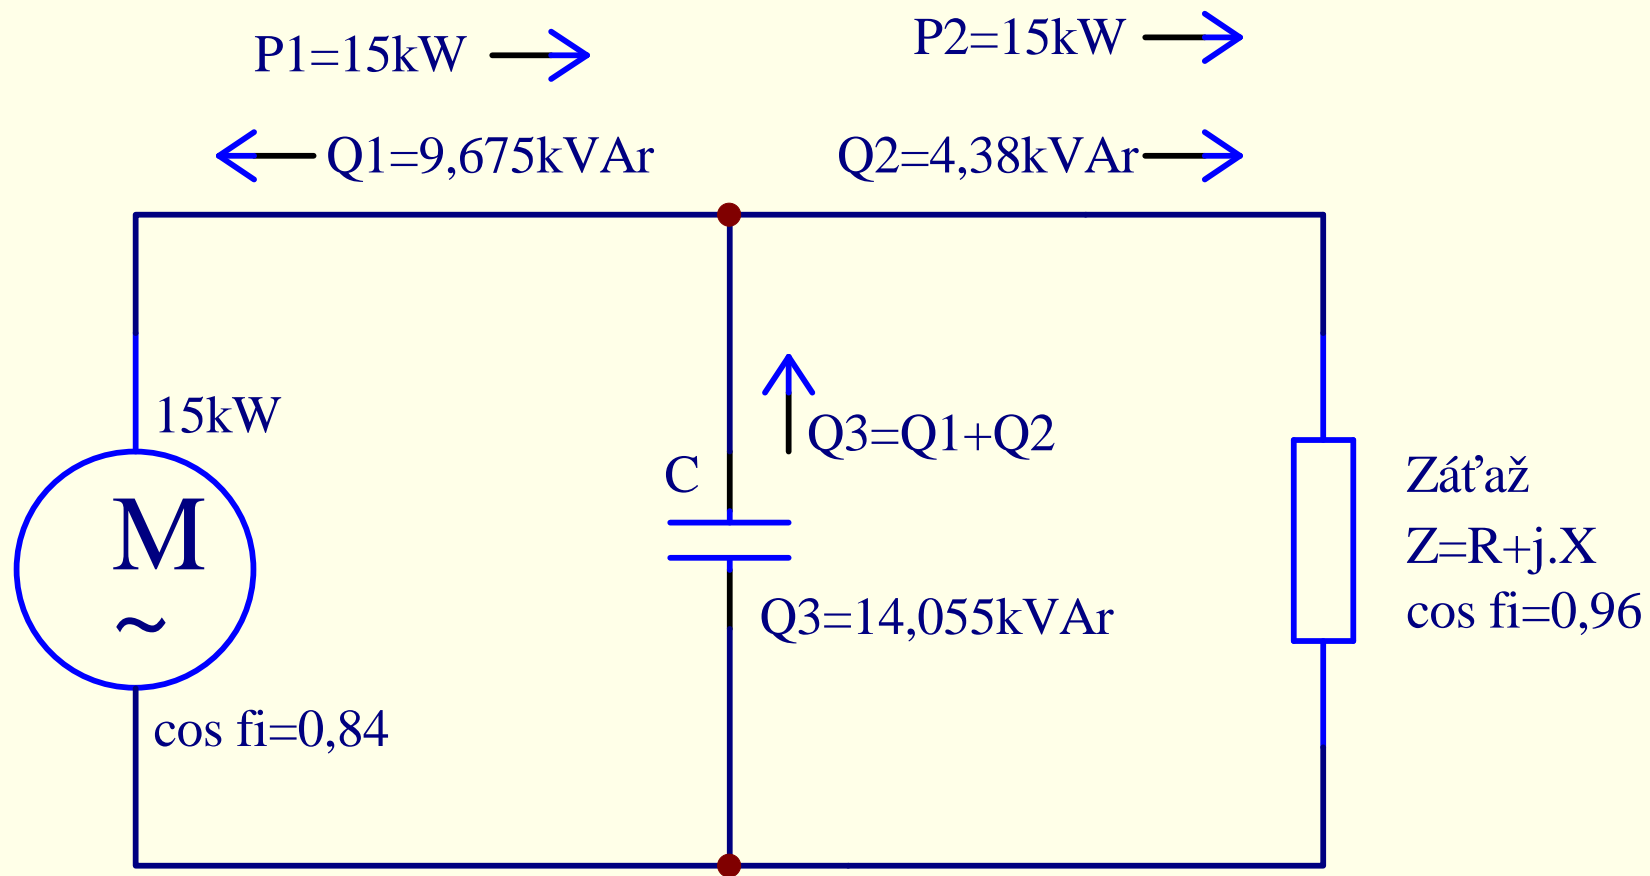 P1=15kW
P2=15kW
Q1=9,675kVAr
Q2=4,38kVAr
15kW
Q3=Q1+Q2
C
M
~
Q3=14,055kVAr
cos fi=0,84
Záťaž
Z=R+j.X
cos fi=0,96